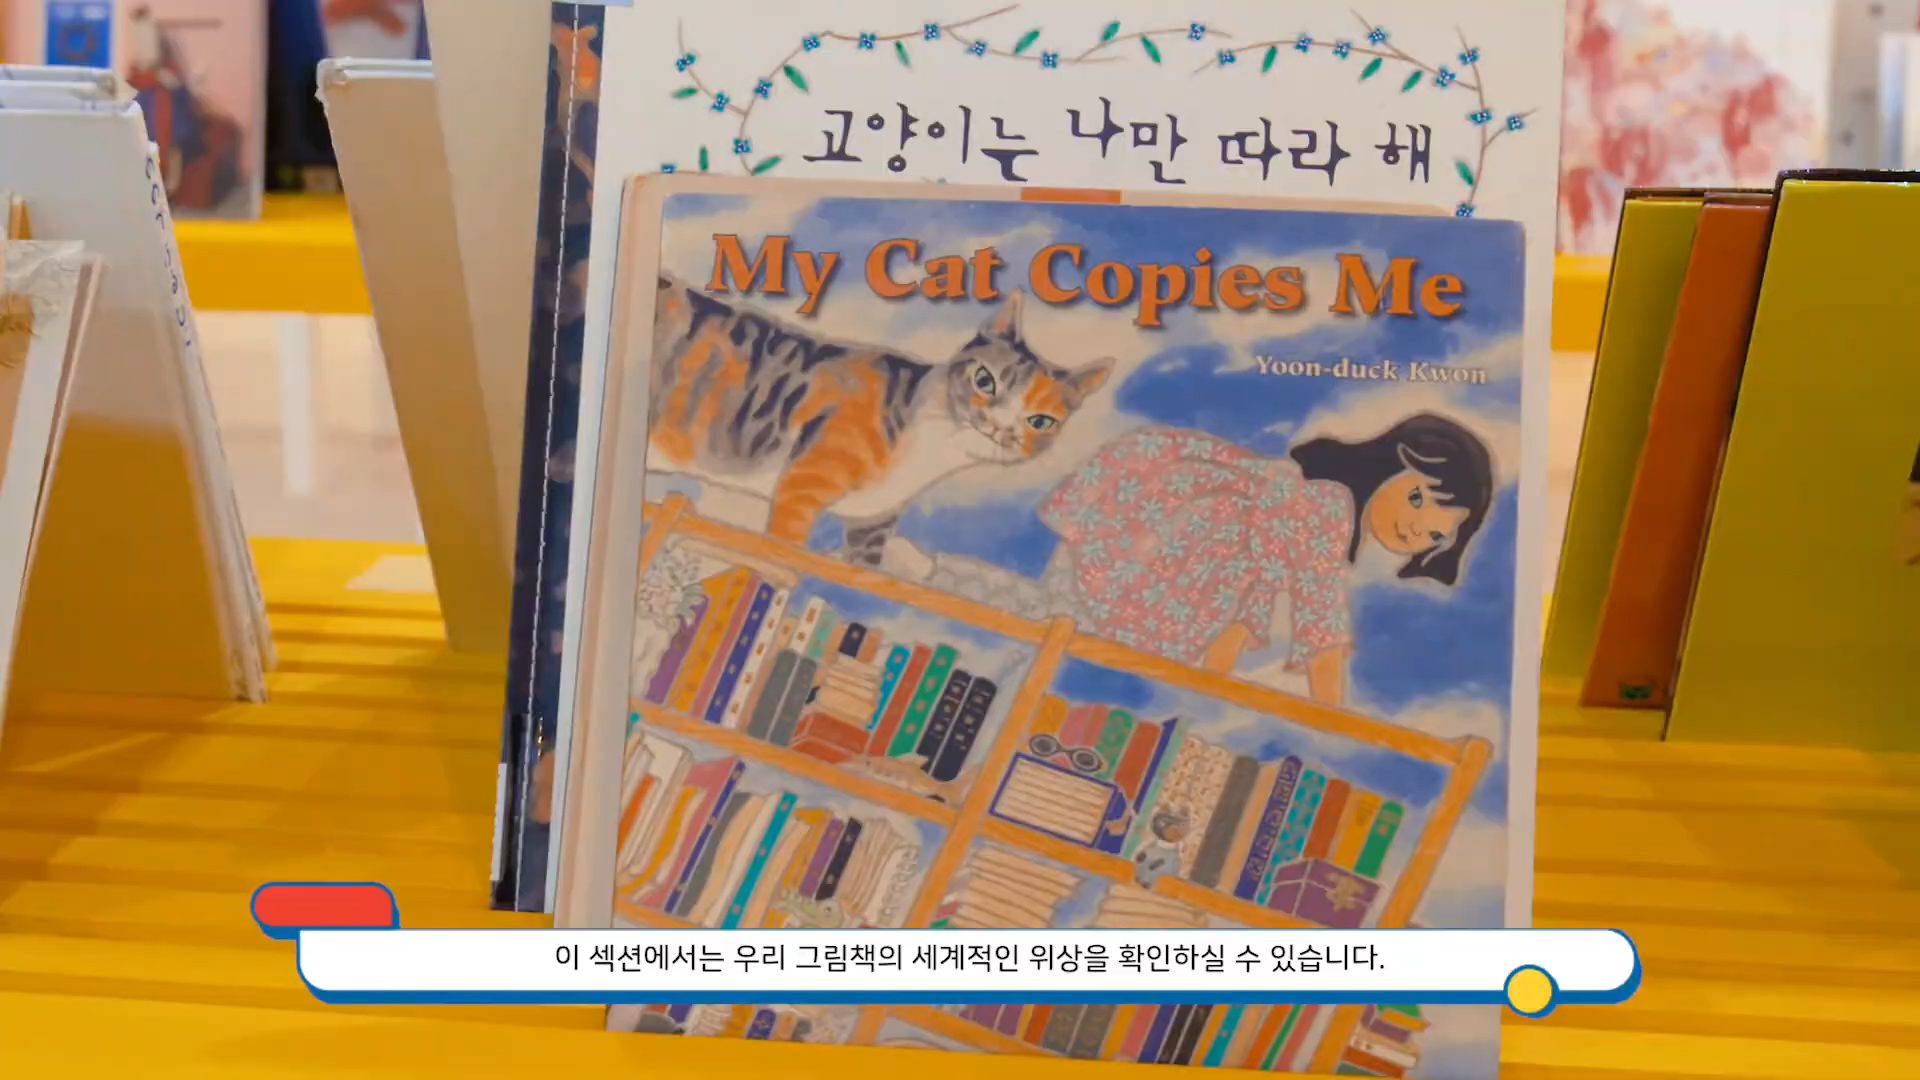 고양이는 나만 따라 해
My Cat Copies Me
Yoon-duck Kwon
이 섹션에서는 우리 그림책의 세계적인 위상을 확인하실 수 있습니다.